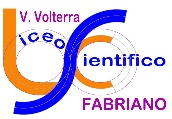 V. Volterra
Liceo
Scientifico
FABRIANO